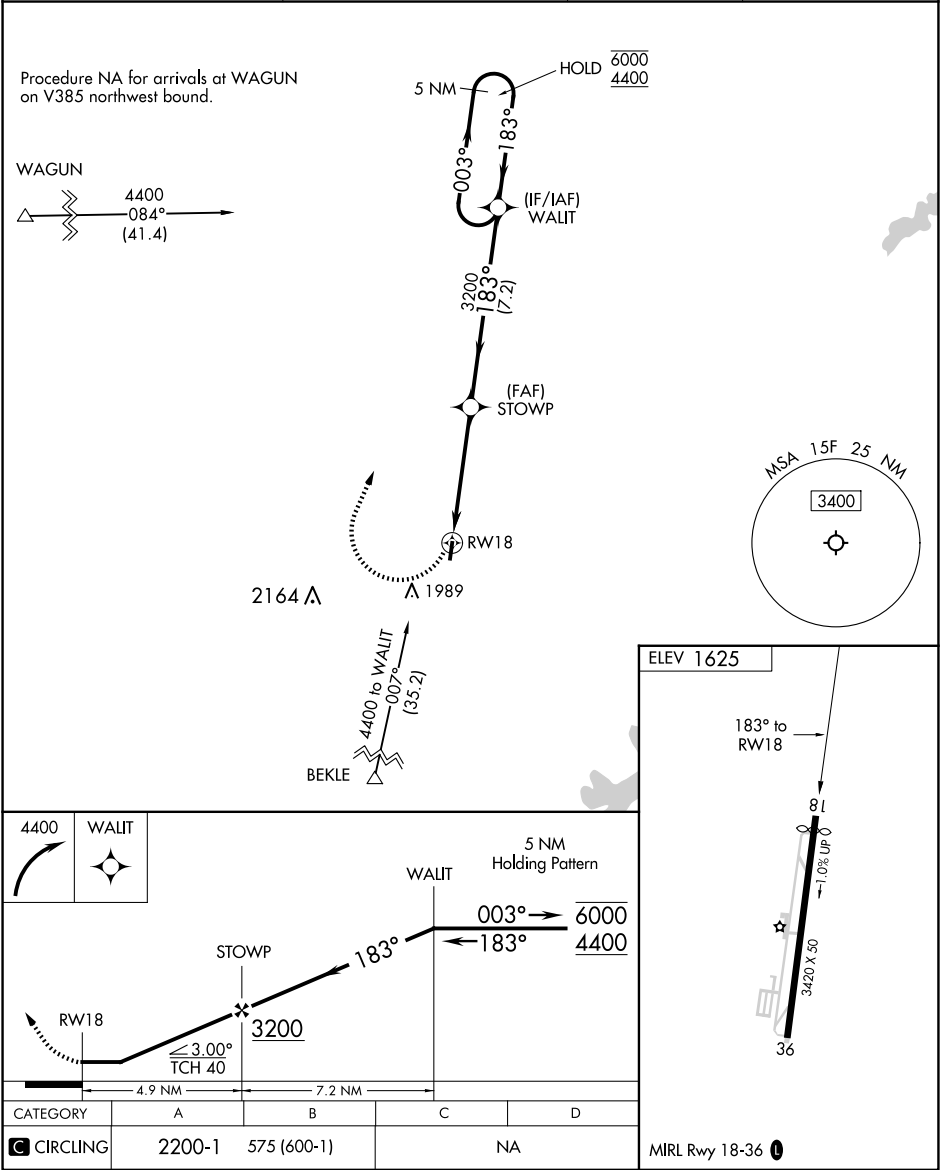 Procedure NA for arrivals at WAGUN
on V385 northwest bound.
WAGUN
4400
084°
(41.4)
5 NM
HOLD
6000
4400
003°
183°
(IF/IAF)
WALIT
3200
183°
(7.2)
(FAF)
STOWP
RW18
2164
1989
4400 to WALIT
007°
(35.2)
BEKLE
MSA 15F 25 NM
3400
ELEV 1625
183° to
RW18
18
1.0% UP
3420 X 50
36
MIRL Rwy 18-36 L
4400
WALIT
5 NM
Holding Pattern
WALIT
003°
6000
183°
4400
183°
STOWP
3200
RW18
3.00°
TCH 40
4.9 NM
7.2 NM
CATEGORY A B C D
C CIRCLING 2200-1 575 (600-1) NA